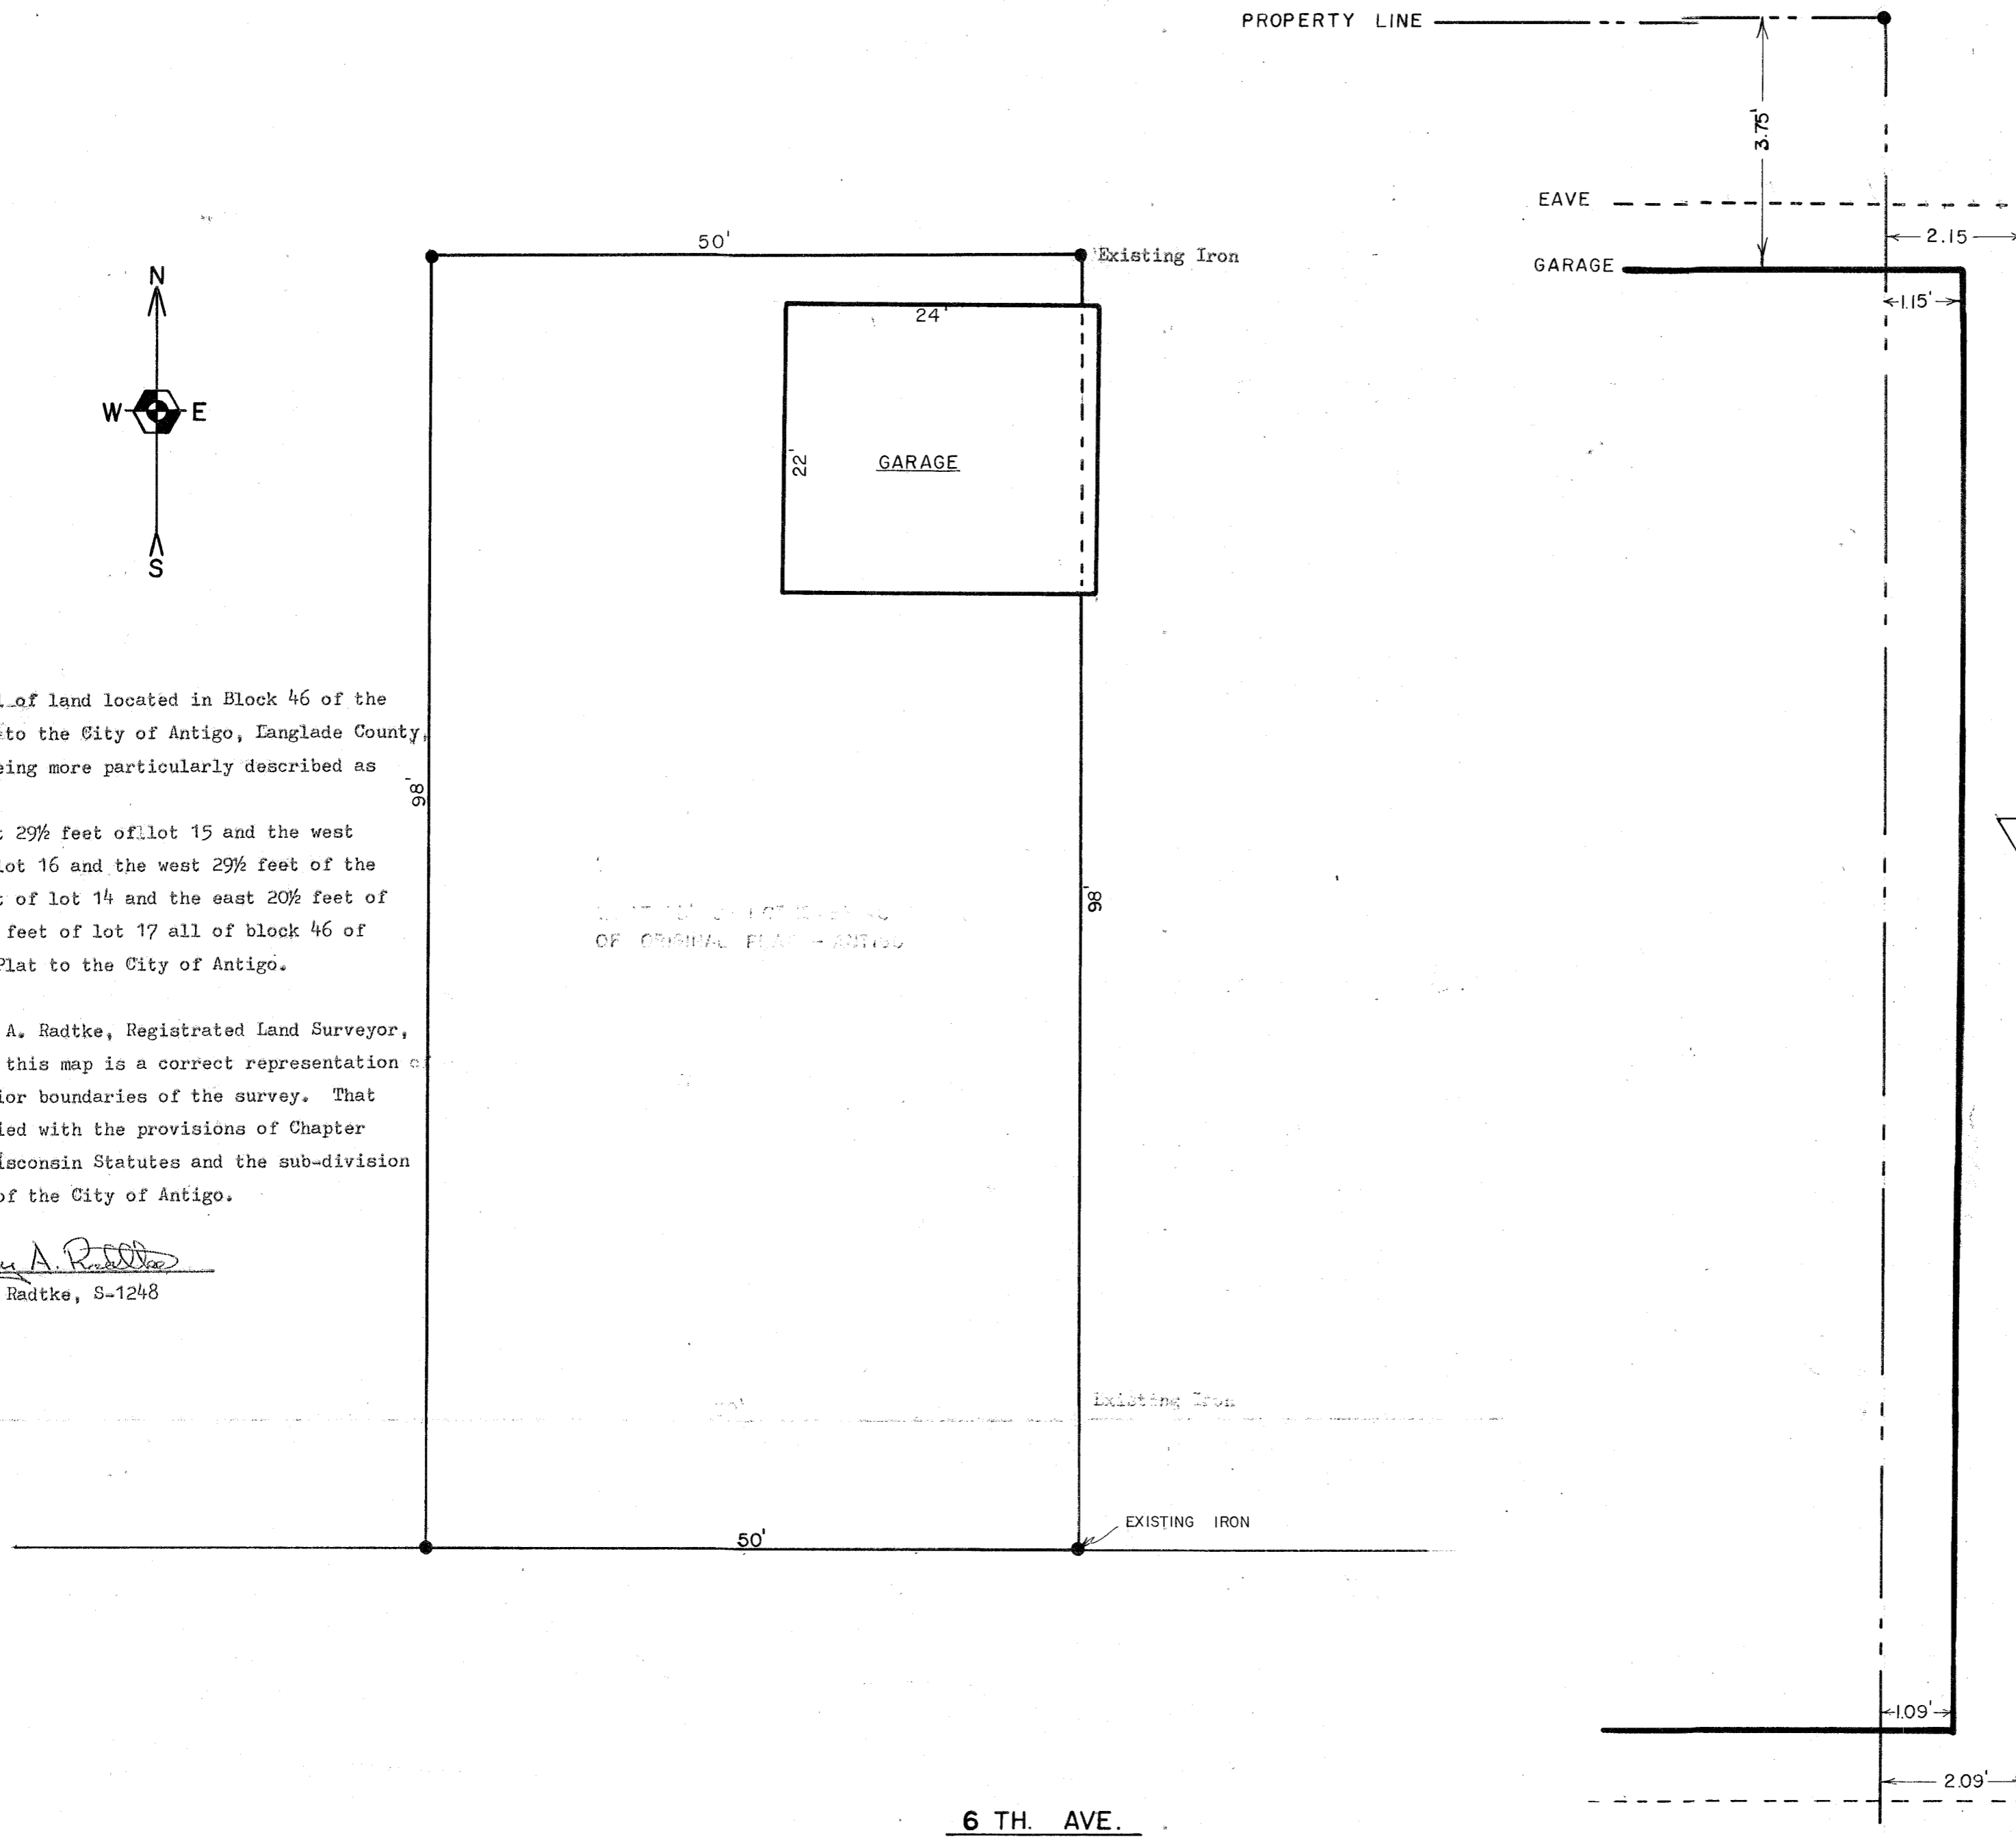 PROPERTY LINE
3.75'
EAVE
2.15
GARAGE
1.15'
50'
Existing Iron
N
W E
S
24'
22'
GARAGE
of land located in Block 46 of the
to the City of Antigo, Langlade County,
eing more particularly described as
98'
29½ feet of lot 15 and the west
lot 16 and the west 29½ feet of the
of lot 14 and the east 20½ feet of
feet of lot 17 all of block 46 of
Plat to the City of Antigo.
98'
OF ORIGINAL PLAT - ANTIGO
A. Radtke, Registrated Land Surveyor,
this map is a correct representation of
ior boundaries of the survey. That
ied with the provisions of Chapter
isconsin Statutes and the sub-division
of the City of Antigo.
A. Radtke
Radtke, S-1248
Existing Iron
EXISTING IRON
50'
1.09'
2.09'
6 TH. AVE.